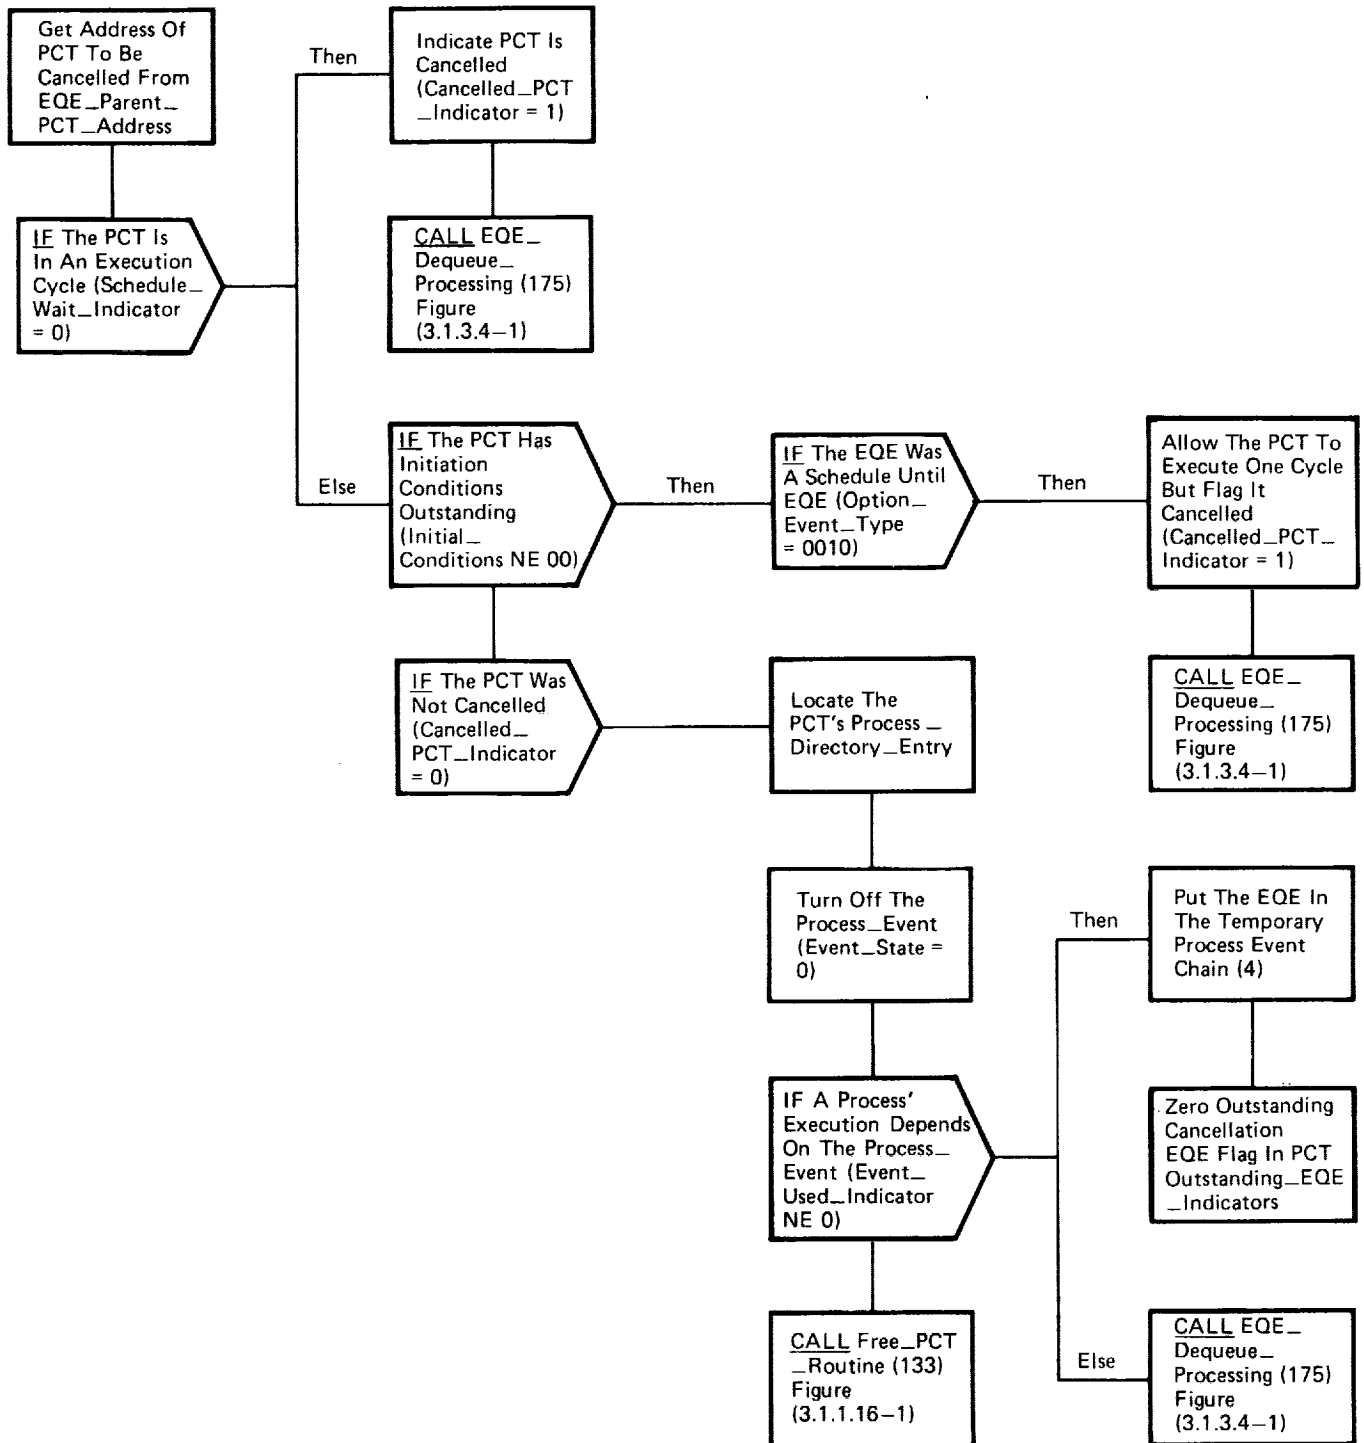 Get Address Of
PCT To Be
Cancelled From
EQE_Parent_
PCT_Address
Then
Indicate PCT Is
Cancelled
(Cancelled_PCT
_Indicator = 1)
IF The PCT Is
In An Execution
Cycle (Schedule_
Wait_Indicator
= 0)
CALL EQE_
Dequeue_
Processing (175)
Figure
(3.1.3.4-1)
Else
IF The PCT Has
Initiation
Conditions
Outstanding
(Initial_
Conditions NE 00)
Then
IF The EQE Was
A Schedule Until
EQE (Option_
Event_Type
= 0010)
Then
Allow The PCT To
Execute One Cycle
But Flag It
Cancelled
(Cancelled_PCT_
Indicator = 1)
IF The PCT Was
Not Cancelled
(Cancelled_
PCT_Indicator
= 0)
Locate The
PCT's Process_
Directory_Entry
CALL EQE_
Dequeue_
Processing (175)
Figure
(3.1.3.4-1)
Turn Off The
Process_Event
(Event_State =
0)
Then
Put The EQE In
The Temporary
Process Event
Chain (4)
IF A Process'
Execution Depends
On The Process_
Event (Event_
Used_Indicator
NE 0)
Zero Outstanding
Cancellation
EQE Flag In PCT
Outstanding_EQE
_Indicators
CALL Free_PCT
_Routine (133)
Figure
(3.1.1.16-1)
Else
CALL EQE_
Dequeue_
Processing (175)
Figure
(3.1.3.4-1)